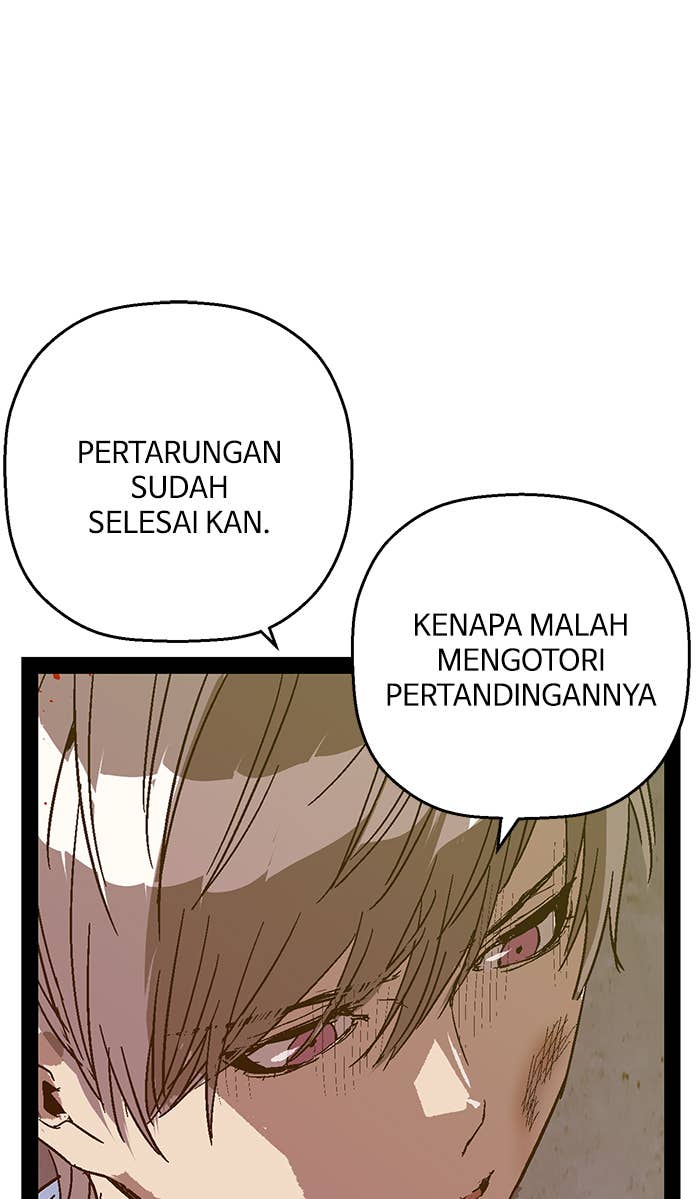 PERTARUNGAN
SUDAH
SELESAI KAN.
KENAPA MALAH
MENGOTORI
PERTANDINGANNYA